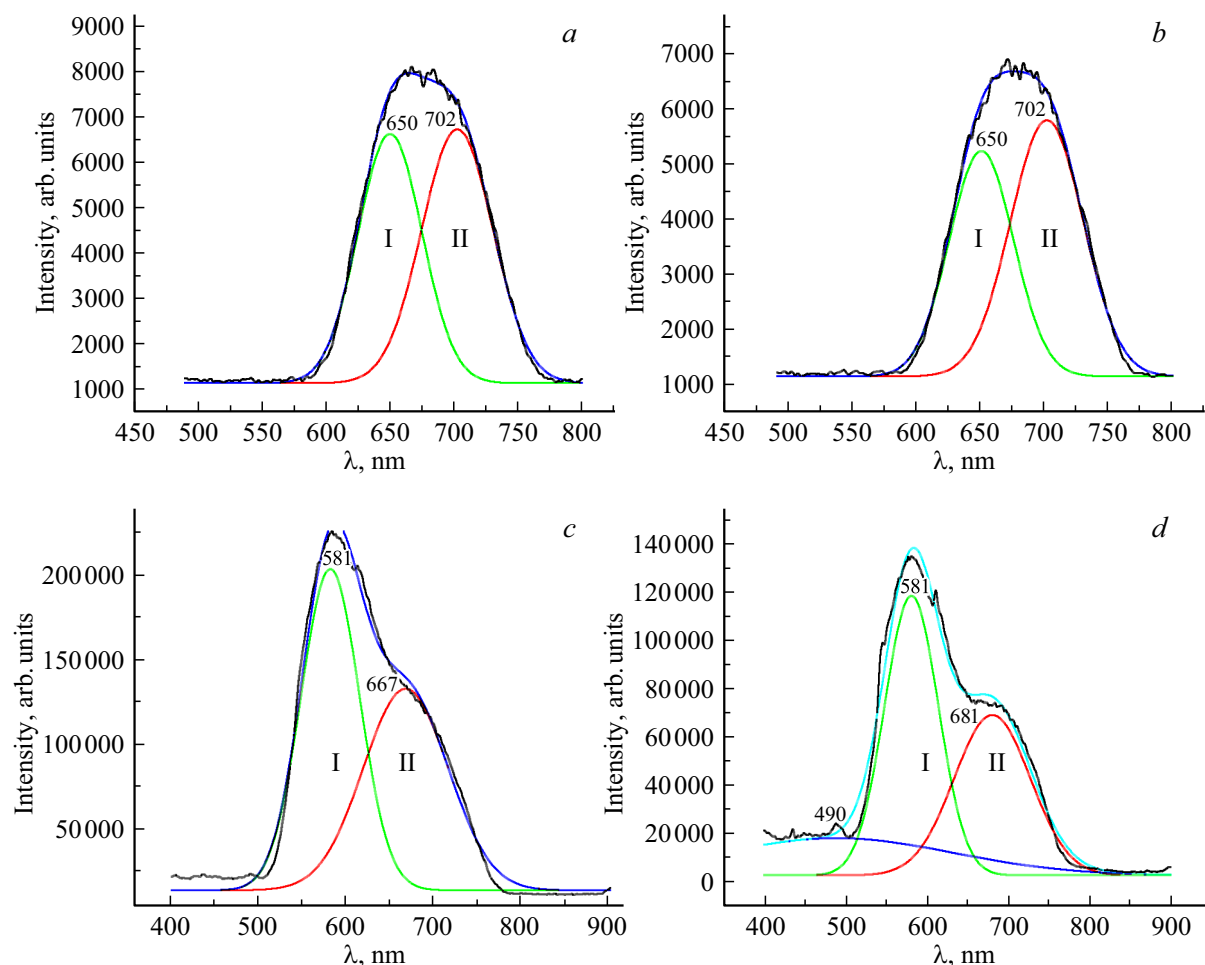 a
9000
8000
7000
6000
5000
4000
3000
2000
1000
Intensity, arb. units
650
702
I
II
450 500 550 600 650 700 750 800
λ, nm
b
7000
6000
5000
4000
3000
2000
1000
Intensity, arb. units
650
702
I
II
450 500 550 600 650 700 750 800
λ, nm
c
200 000
150 000
100 000
50 000
Intensity, arb. units
581
667
I
II
400 500 600 700 800 900
λ, nm
d
140 000
120 000
100 000
80 000
60 000
40 000
20 000
0
Intensity, arb. units
581
681
490
I
II
400 500 600 700 800 900
λ, nm